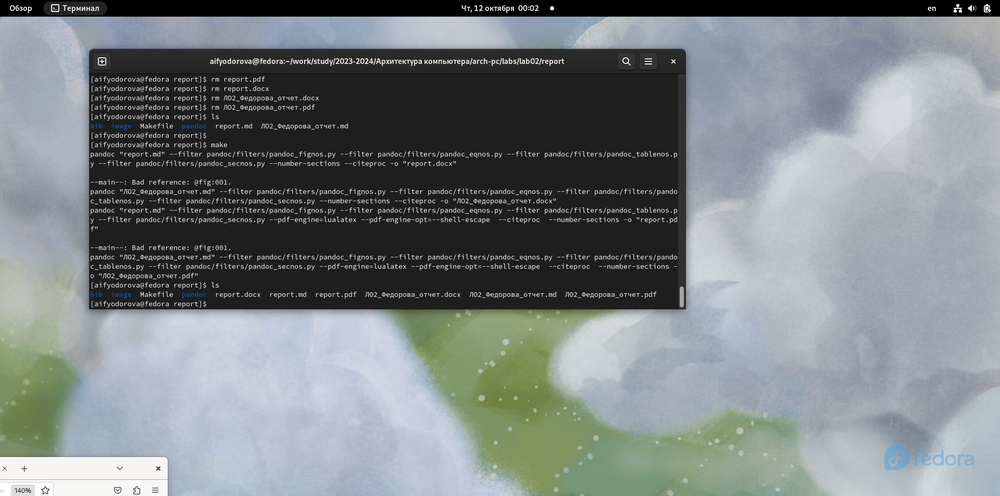 Обзор
Терминал
Чт, 12 октября 00:02
en
aifyodorova@fedora:~/work/study/2023-2024/Архитектура компьютера/arch-pc/labs/lab02/report
[aifyodorova@fedora report]$ rm report.pdf
[aifyodorova@fedora report]$ rm report.docx
[aifyodorova@fedora report]$ rm ЛО2_Федорова_отчет.docx
[aifyodorova@fedora report]$ rm ЛО2_Федорова_отчет.pdf
[aifyodorova@fedora report]$ ls
bib  image  Makefile  pandoc  report.md  ЛО2_Федорова_отчет.md
[aifyodorova@fedora report]$
[aifyodorova@fedora report]$ make
pandoc "report.md" --filter pandoc/filters/pandoc_fignos.py --filter pandoc/filters/pandoc_eqnos.py --filter pandoc/filters/pandoc_tablenos.p
y --filter pandoc/filters/pandoc_secnos.py --number-sections --citeproc -o "report.docx"
--main--: Bad reference: @fig:001.
pandoc "ЛО2_Федорова_отчет.md" --filter pandoc/filters/pandoc_fignos.py --filter pandoc/filters/pandoc_eqnos.py --filter pandoc/filters/pando
c_tablenos.py --filter pandoc/filters/pandoc_secnos.py --number-sections --citeproc -o "ЛО2_Федорова_отчет.docx"
pandoc "report.md" --filter pandoc/filters/pandoc_fignos.py --filter pandoc/filters/pandoc_eqnos.py --filter pandoc/filters/pandoc_tablenos.p
y --filter pandoc/filters/pandoc_secnos.py --pdf-engine=lualatex --pdf-engine-opt=--shell-escape  --citeproc  --number-sections -o "report.pd
f"
--main--: Bad reference: @fig:001.
pandoc "ЛО2_Федорова_отчет.md" --filter pandoc/filters/pandoc_fignos.py --filter pandoc/filters/pandoc_eqnos.py --filter pandoc/filters/pando
c_tablenos.py --filter pandoc/filters/pandoc_secnos.py --pdf-engine=lualatex --pdf-engine-opt=--shell-escape  --citeproc  --number-sections -
o "ЛО2_Федорова_отчет.pdf"
[aifyodorova@fedora report]$ ls
bib  image  Makefile  pandoc  report.docx  report.md  report.pdf  ЛО2_Федорова_отчет.docx  ЛО2_Федорова_отчет.md  ЛО2_Федорова_отчет.pdf
[aifyodorova@fedora report]$
fedora
140%